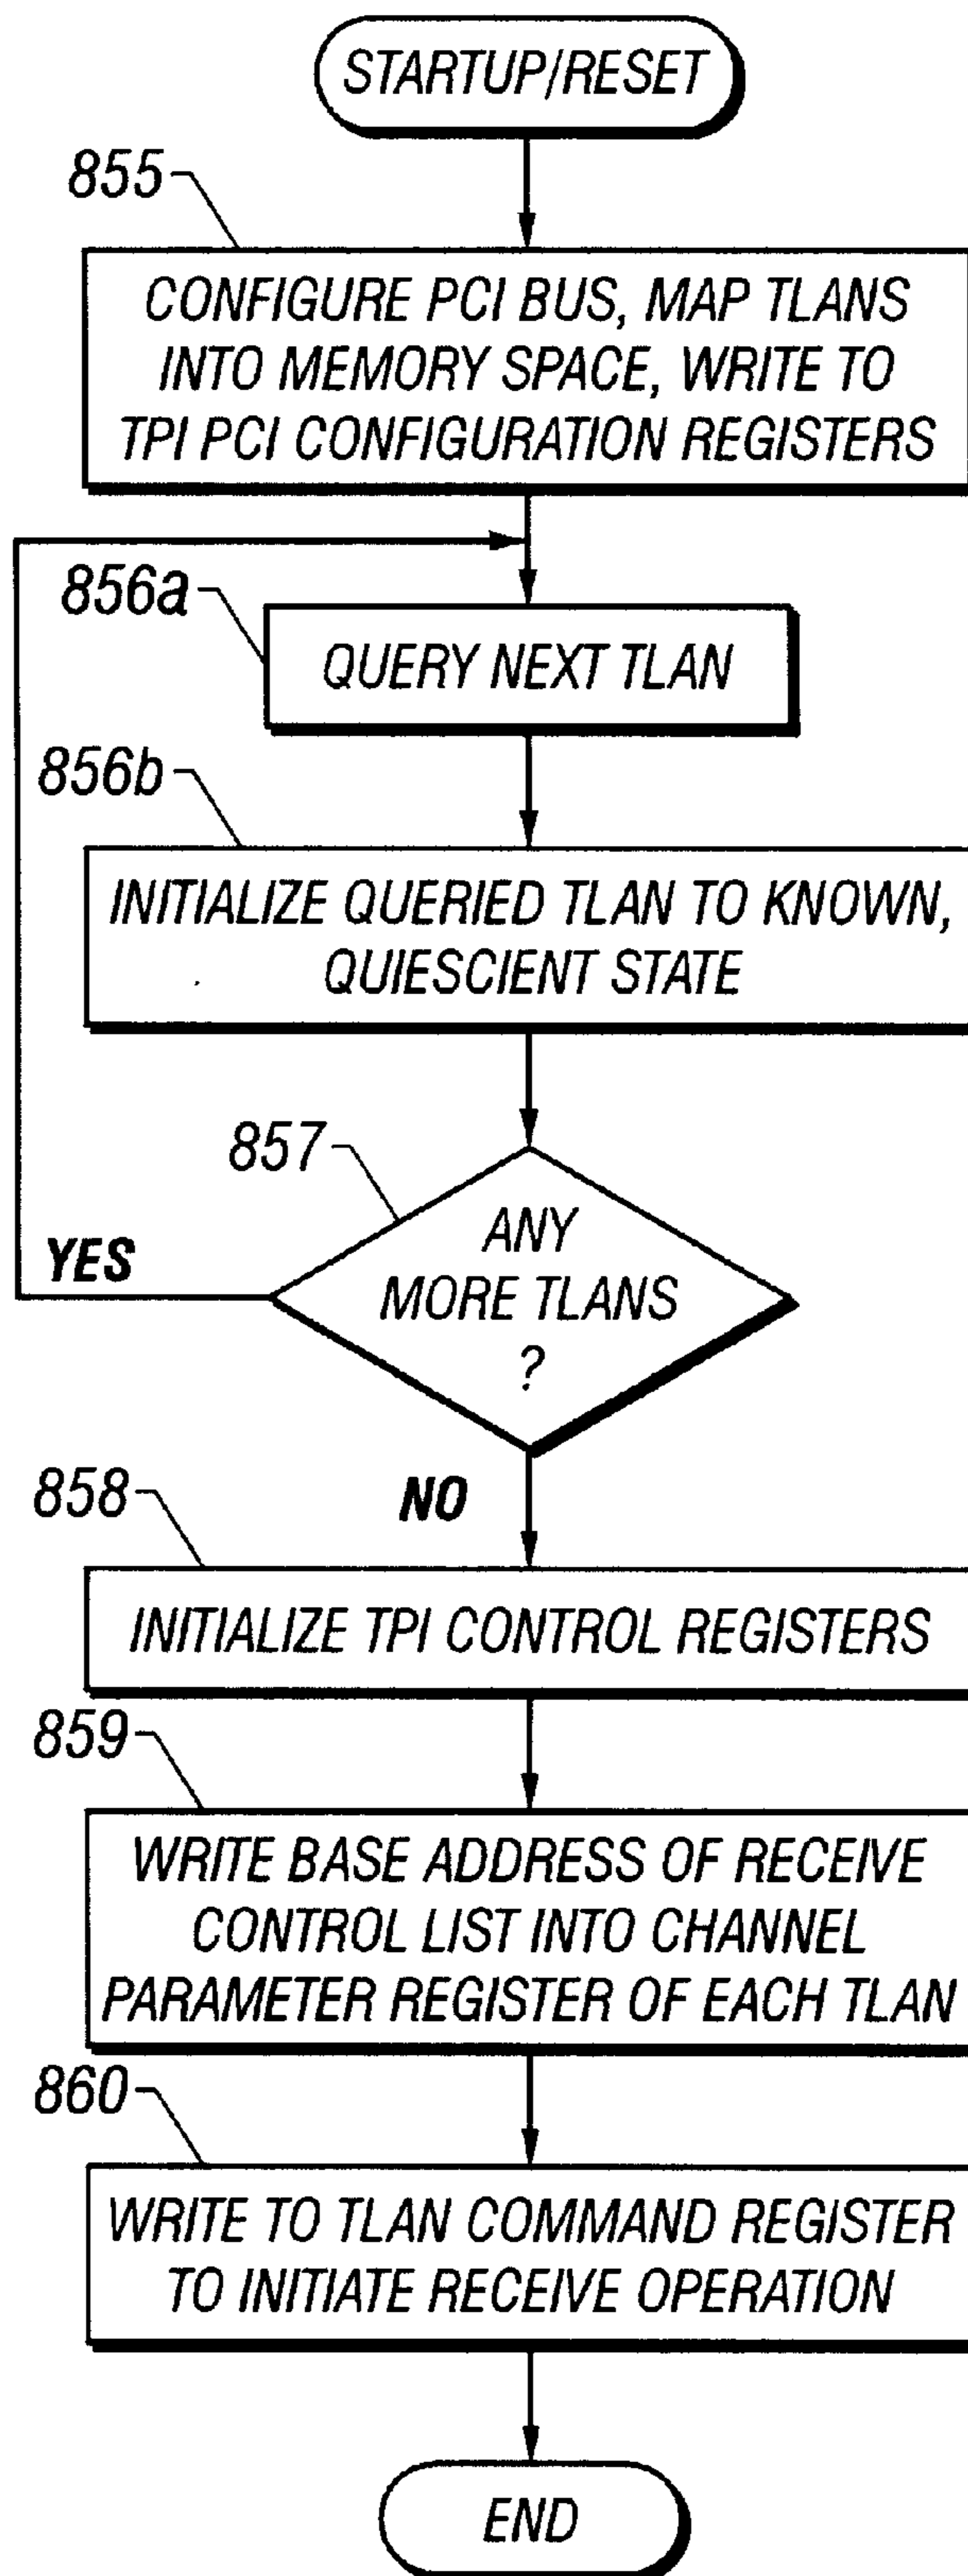 STARTUP/RESET
855
CONFIGURE PCI BUS, MAP TLANS
INTO MEMORY SPACE, WRITE TO
TPI PCI CONFIGURATION REGISTERS
856a
QUERY NEXT TLAN
856b
INITIALIZE QUERIED TLAN TO KNOWN,
QUIESCIENT STATE
857
ANY
MORE TLANS
?
YES
NO
858
INITIALIZE TPI CONTROL REGISTERS
859
WRITE BASE ADDRESS OF RECEIVE
CONTROL LIST INTO CHANNEL
PARAMETER REGISTER OF EACH TLAN
860
WRITE TO TLAN COMMAND REGISTER
TO INITIATE RECEIVE OPERATION
END